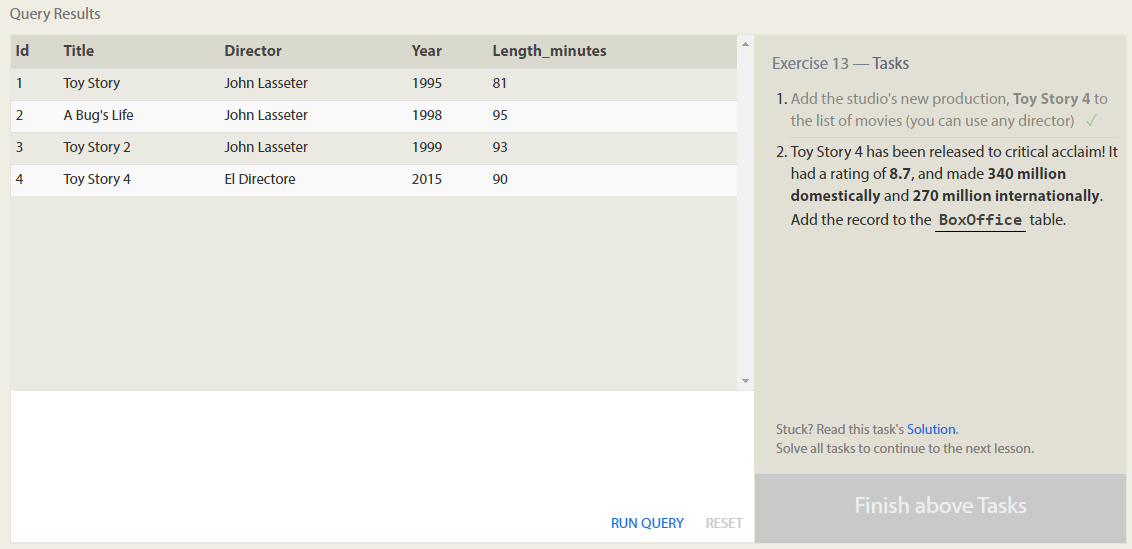 Query Results
Id Title Director Year Length_minutes
1 Toy Story John Lasseter 1995 81
2 A Bug's Life John Lasseter 1998 95
3 Toy Story 2 John Lasseter 1999 93
4 Toy Story 4 El Directore 2015 90
RUN QUERY RESET
Exercise 13 — Tasks
1. Add the studio's new production, Toy Story 4 to
the list of movies (you can use any director) ✓
2. Toy Story 4 has been released to critical acclaim! It
had a rating of 8.7, and made 340 million
domestically and 270 million internationally.
Add the record to the BoxOffice table.
Stuck? Read this task's Solution.
Solve all tasks to continue to the next lesson.
Finish above Tasks